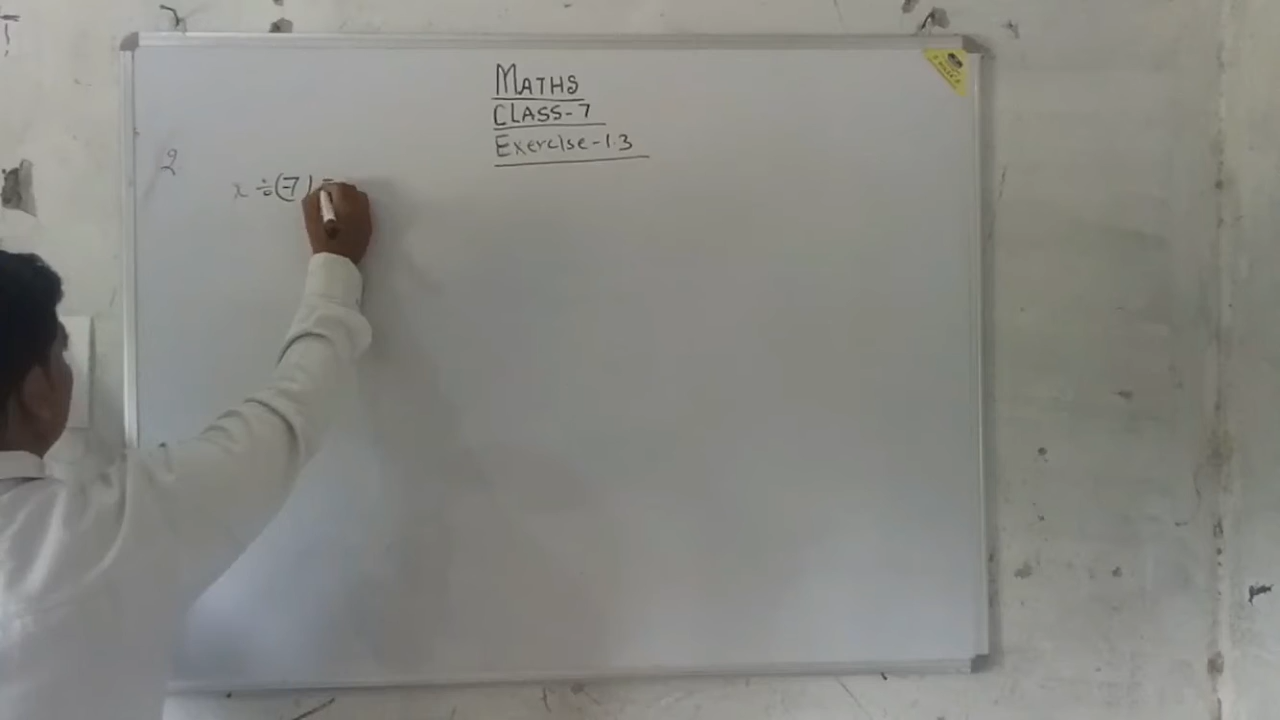 MATHS
CLASS-7
Exercise-1.3
2
x ÷ (-7) =